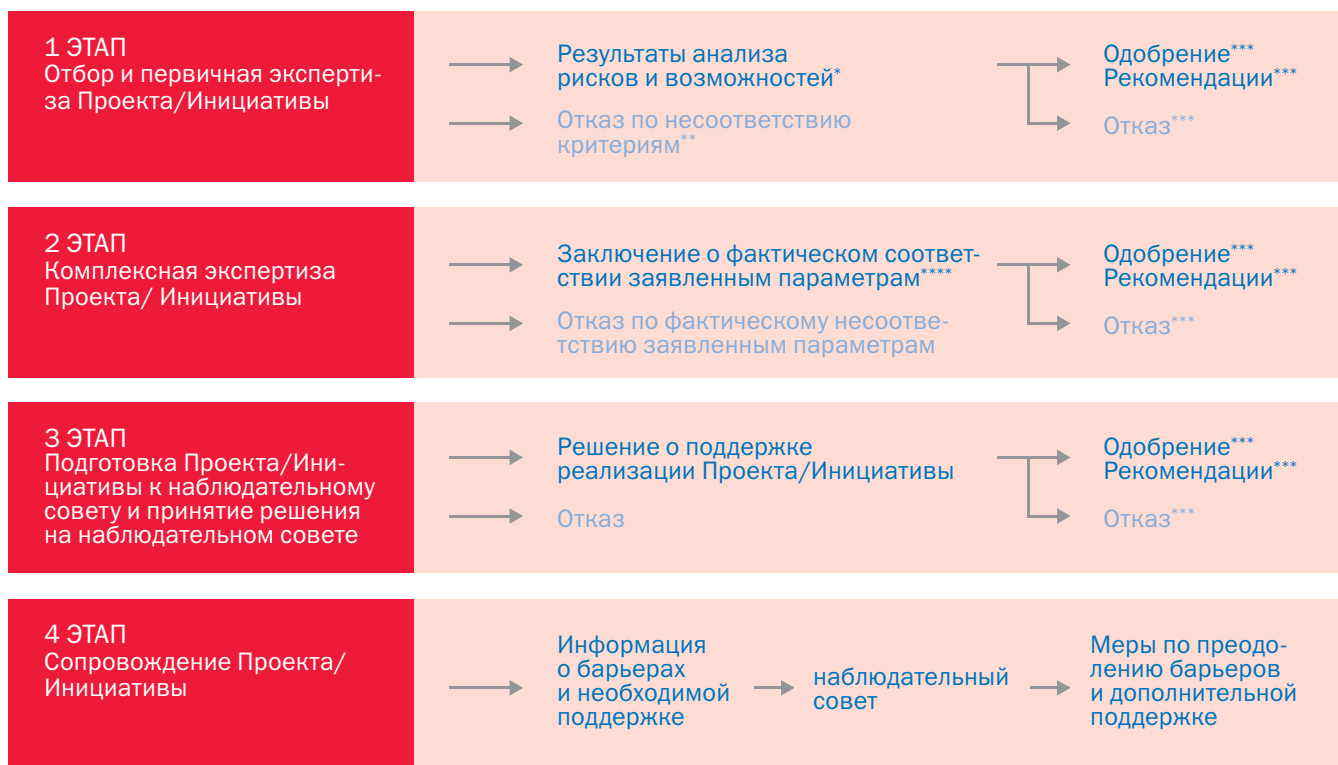 1 ЭТАП
Отбор и первичная эксперти-
за Проекта/Инициативы
Результаты анализа
рисков и возможностей*
Отказ по несоответствию
критериям**
Одобрение***
Рекомендации***
Отказ***
2 ЭТАП
Комплексная экспертиза
Проекта/ Инициативы
Заключение о фактическом соответ-
ствии заявленным параметрам****
Отказ по фактическому несоотве-
тствию заявленным параметрам
Одобрение***
Рекомендации***
Отказ***
3 ЭТАП
Подготовка Проекта/Ини-
циативы к наблюдательному
совету и принятие решения
на наблюдательном совете
Решение о поддержке
реализации Проекта/Инициативы
Отказ
Одобрение***
Рекомендации***
Отказ***
4 ЭТАП
Сопровождение Проекта/
Инициативы
Информация
о барьерах
и необходимой
поддержке
наблюдательный
совет
Меры по преодо-
лению барьеров
и дополнительной
поддержке